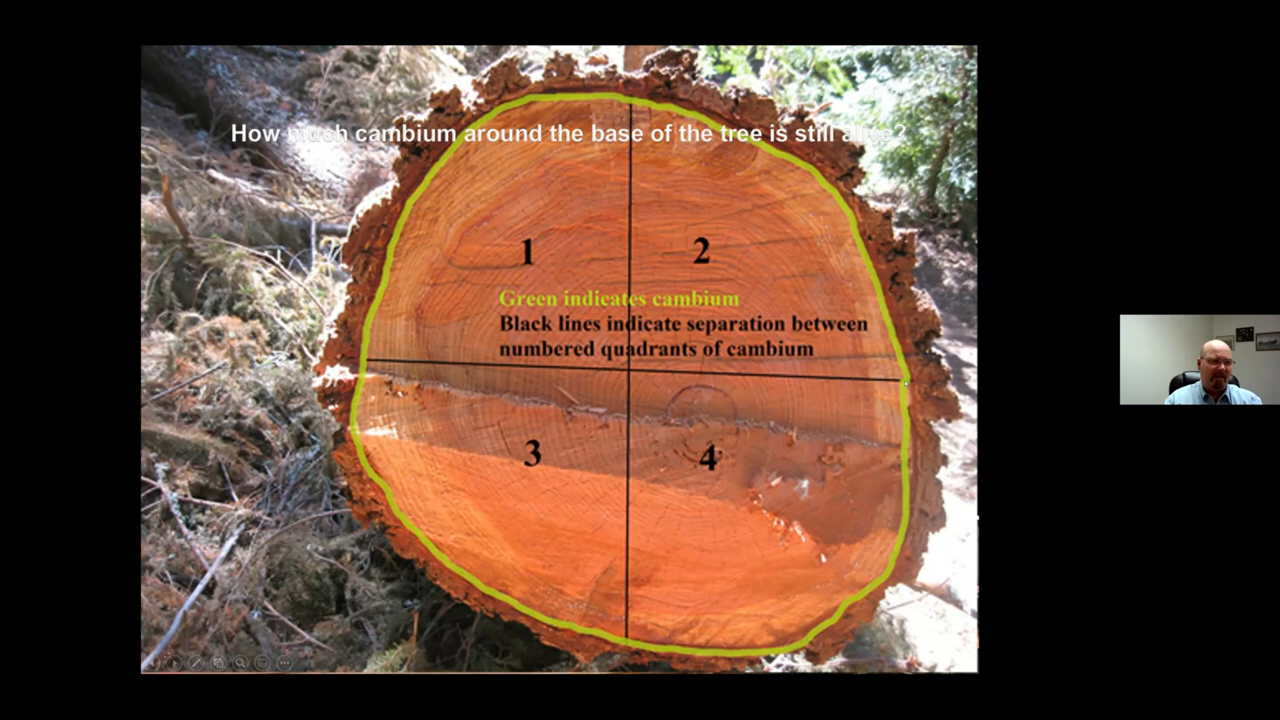 How much cambium around the base of the tree is still alive?
1
2
Green indicates cambium
Black lines indicate separation between
numbered quadrants of cambium
3
4